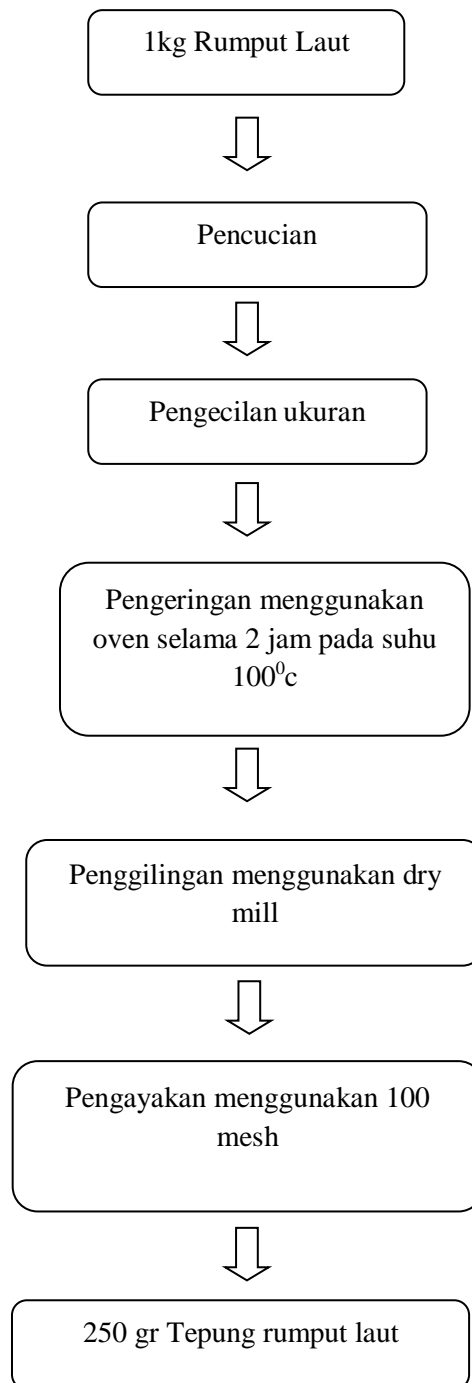 1kg Rumput Laut
Pencucian
Pengecilan ukuran
Pengeringan menggunakan
oven selama 2 jam pada suhu
100⁰c
Penggilingan menggunakan dry
mill
Pengayakan menggunakan 100
mesh
250 gr Tepung rumput laut